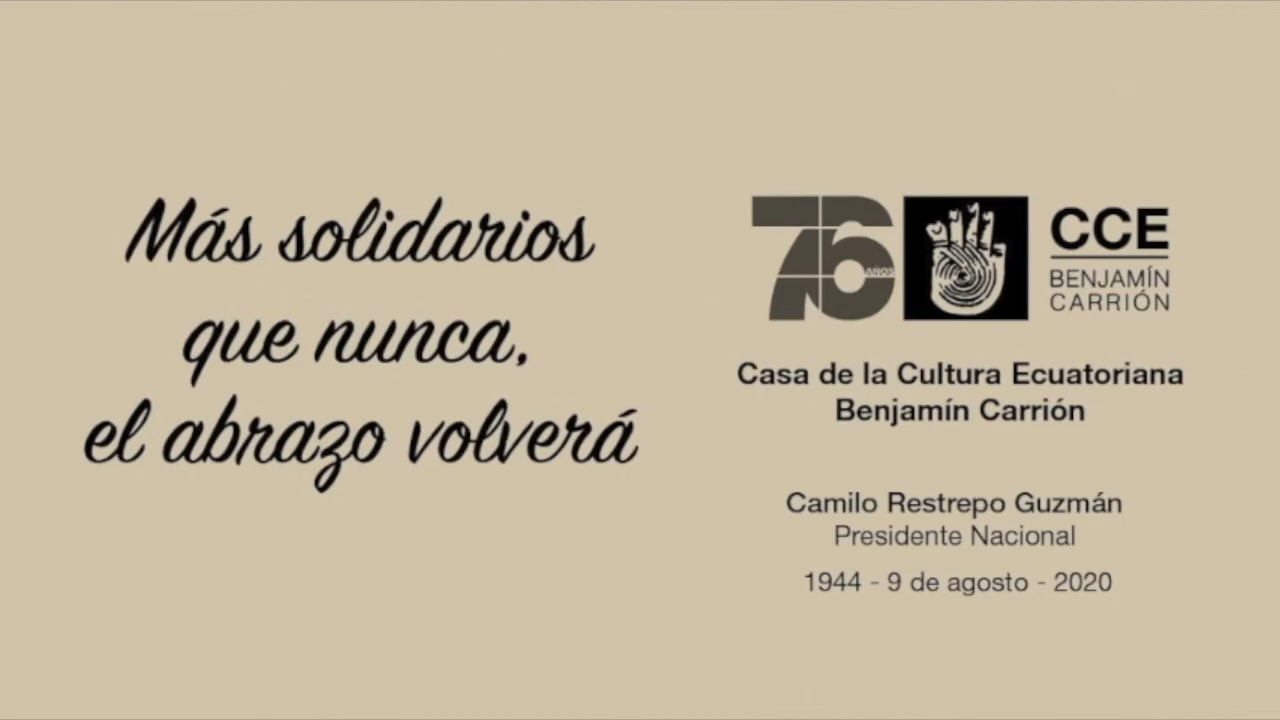 Más solidarios
que nunca,
el abrazo volverá
76
AÑOS
CCE
BENJAMÍN
CARRIÓN
Casa de la Cultura Ecuatoriana
Benjamín Carrión
Camilo Restrepo Guzmán
Presidente Nacional
1944 - 9 de agosto - 2020